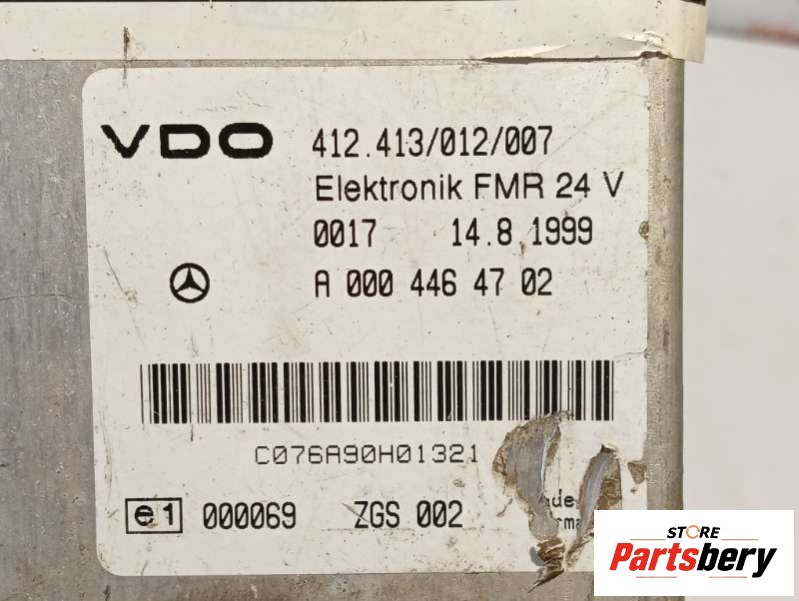 VDO 412.413/012/007
Elektronik FMR 24 V
0017 14.8.1999
A 000 446 47 02
C076A90H01321
e1 000069 ZGS 002
STORE
Partsbery